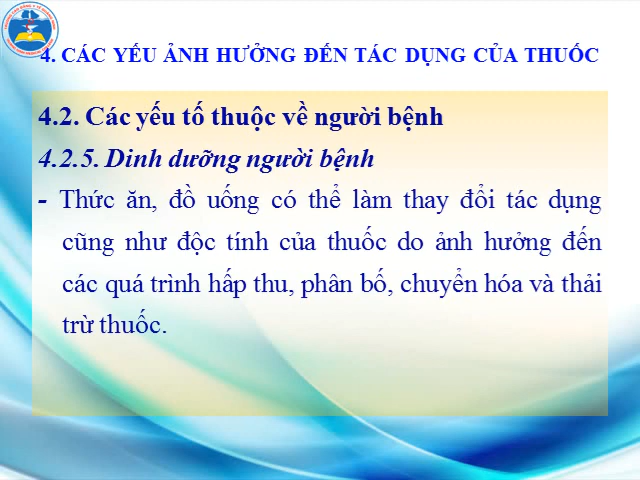 4. CÁC YẾU ẢNH HƯỞNG ĐẾN TÁC DỤNG CỦA THUỐC
4.2. Các yếu tố thuộc về người bệnh
4.2.5. Dinh dưỡng người bệnh
- Thức ăn, đồ uống có thể làm thay đổi tác dụng
cũng như độc tính của thuốc do ảnh hưởng đến
các quá trình hấp thu, phân bố, chuyển hóa và thải
trừ thuốc.